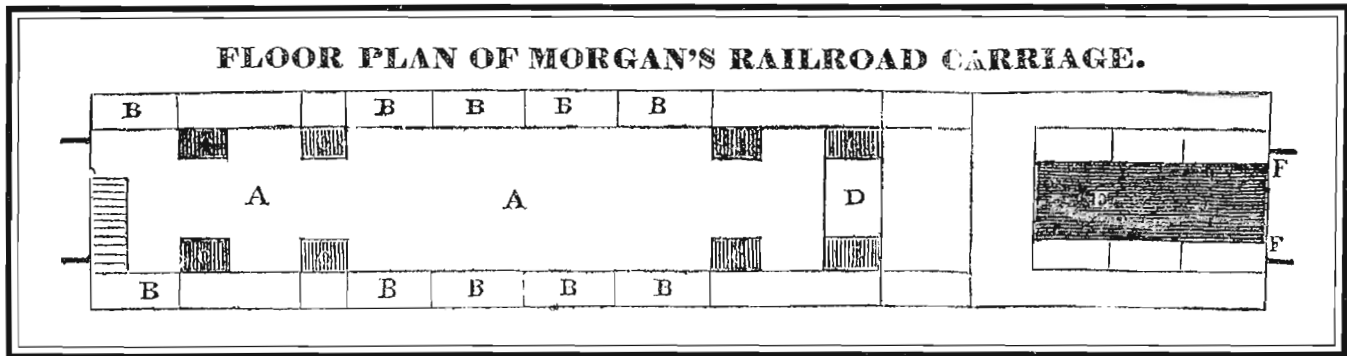 FLOOR PLAN OF MORGAN'S RAILROAD CARRIAGE.
B B B B B
A A D F
F
B B B B B